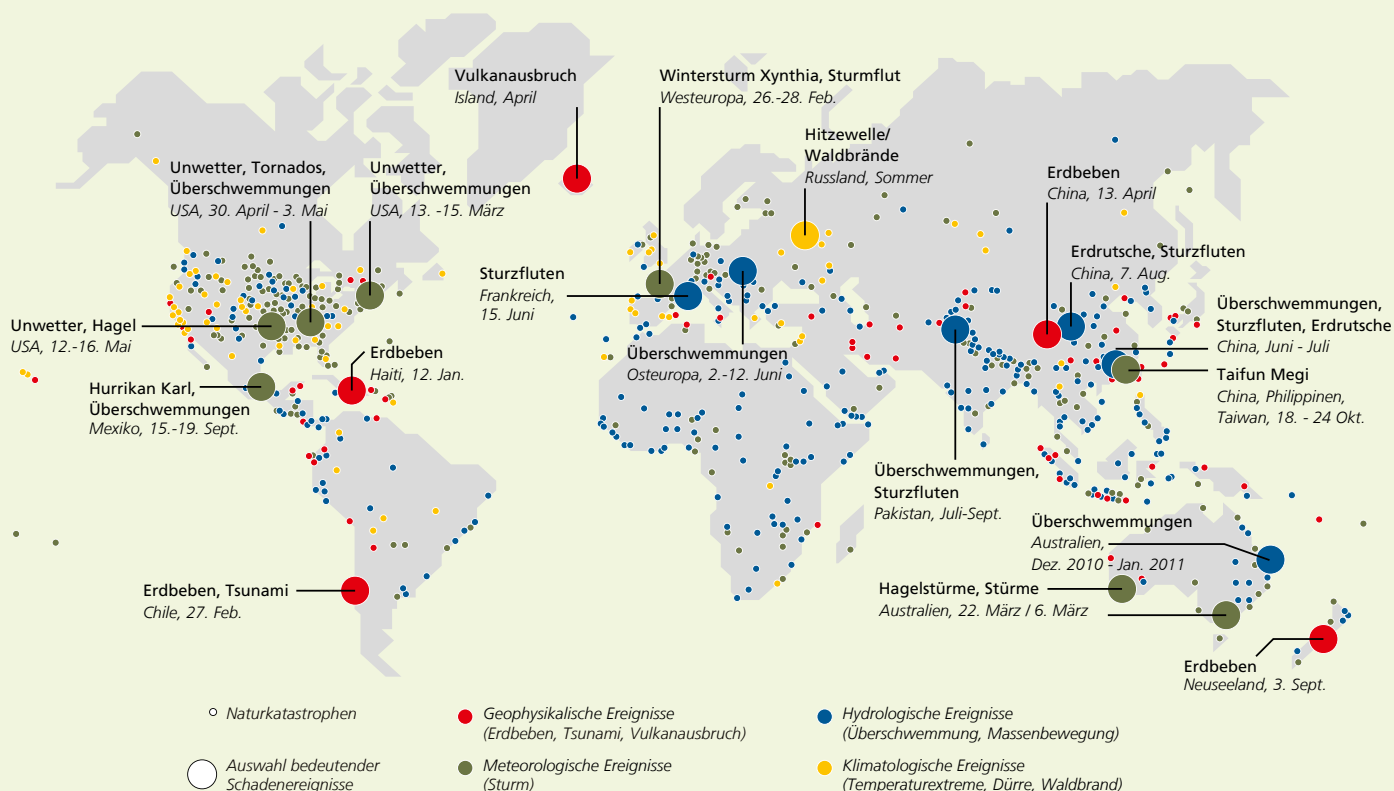 Vulkanausbruch
Island, April
Wintersturm Xynthia, Sturmflut
Westeuropa, 26.-28. Feb.
Hitzewelle/
Waldbrände
Russland, Sommer
Unwetter, Tornados,
Überschwemmungen
USA, 30. April - 3. Mai
Unwetter,
Überschwemmungen
USA, 13. -15. März
Erdbeben
China, 13. April
Erdrutsche, Sturzfluten
China, 7. Aug.
Sturzfluten
Frankreich,
15. Juni
Überschwemmungen,
Sturzfluten, Erdrutsche
China, Juni - Juli
Unwetter, Hagel
USA, 12.-16. Mai
Erdbeben
Haiti, 12. Jan.
Überschwemmungen
Osteuropa, 2.-12. Juni
Taifun Megi
China, Philippinen,
Taiwan, 18. - 24 Okt.
Hurrikan Karl,
Überschwemmungen
Mexiko, 15.-19. Sept.
Überschwemmungen,
Sturzfluten
Pakistan, Juli-Sept.
Überschwemmungen
Australien,
Dez. 2010 - Jan. 2011
Erdbeben, Tsunami
Chile, 27. Feb.
Hagelstürme, Stürme
Australien, 22. März / 6. März
Erdbeben
Neuseeland, 3. Sept.
Naturkatastrophen
Geophysikalische Ereignisse
(Erdbeben, Tsunami, Vulkanausbruch)
Hydrologische Ereignisse
(Überschwemmung, Massenbewegung)
Auswahl bedeutender
Schadenereignisse
Meteorologische Ereignisse
(Sturm)
Klimatologische Ereignisse
(Temperaturextreme, Dürre, Waldbrand)